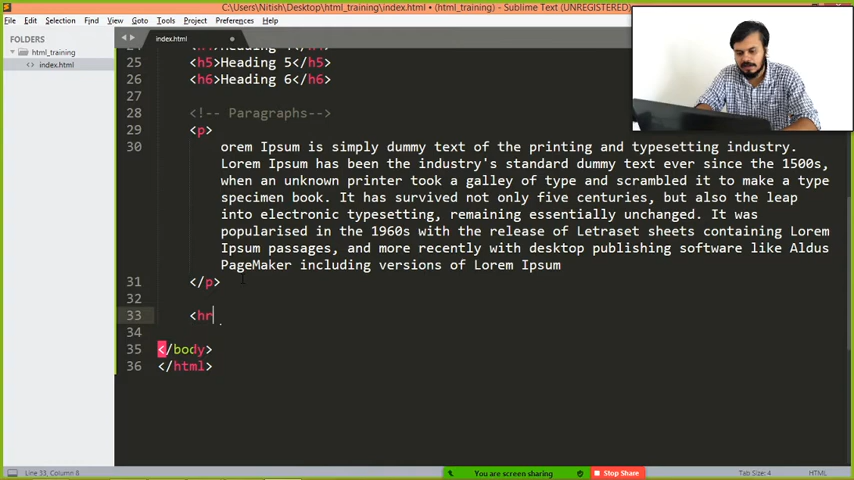 C:\Users\Nitish\Desktop\html_training\index.html • (html_training) - Sublime Text (UNREGISTERED)
File Edit Selection Find View Goto Tools Project Preferences Help
html_training
index.html
index.html
25 <h5>Heading 5</h5>
26 <h6>Heading 6</h6>
27
28 <!-- Paragraphs-->
29 <p>
30 orem Ipsum is simply dummy text of the printing and typesetting industry.
Lorem Ipsum has been the industry's standard dummy text ever since the 1500s,
when an unknown printer took a galley of type and scrambled it to make a type
specimen book. It has survived not only five centuries, but also the leap
into electronic typesetting, remaining essentially unchanged. It was
popularised in the 1960s with the release of Letraset sheets containing Lorem
Ipsum passages, and more recently with desktop publishing software like Aldus
PageMaker including versions of Lorem Ipsum
31 </p>
32
33 <hr
34
35 </body>
36 </html>
Line 33, Column 8
You are screen sharing
Stop Share
Tab Size: 4
HTML